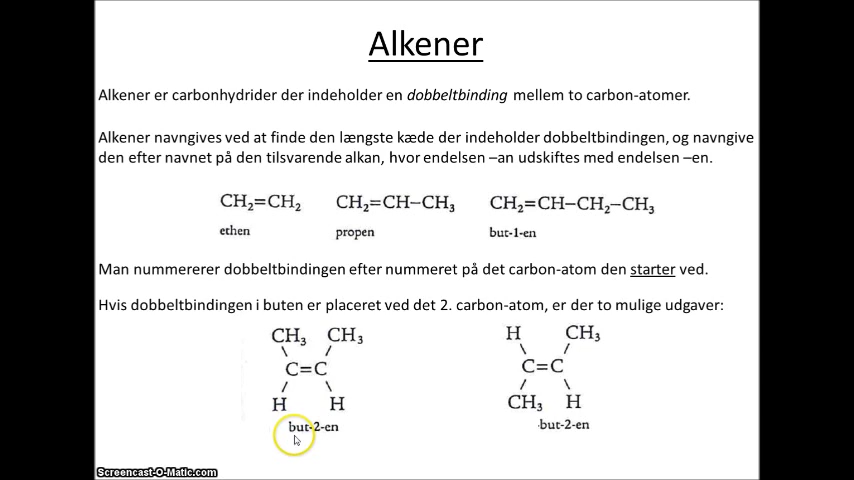 Alkener
Alkener er carbonhydrider der indeholder en dobbeltbinding mellem to carbon-atomer.
Alkener navngives ved at finde den længste kæde der indeholder dobbeltbindingen, og navngive
den efter navnet på den tilsvarende alkan, hvor endelsen –an udskiftes med endelsen –en.
CH₂=CH₂ CH₂=CH–CH₃ CH₂=CH–CH₂–CH₃
ethen propen but-1-en
Man nummererer dobbeltbindingen efter nummeret på det carbon-atom den starter ved.
Hvis dobbeltbindingen i buten er placeret ved det 2. carbon-atom, er der to mulige udgaver:
CH₃ CH₃ H CH₃
C=C C=C
H H CH₃ H
but-2-en but-2-en
Screencast-O-Matic.com